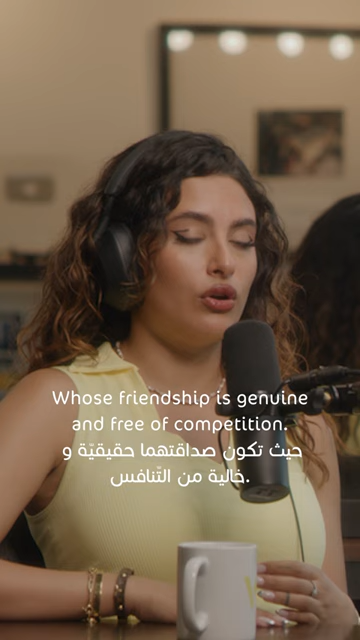 Whose friendship is genuine
and free of competition.
حيث تكون صداقتهما حقيقيّة و
خالية من التّنافس.